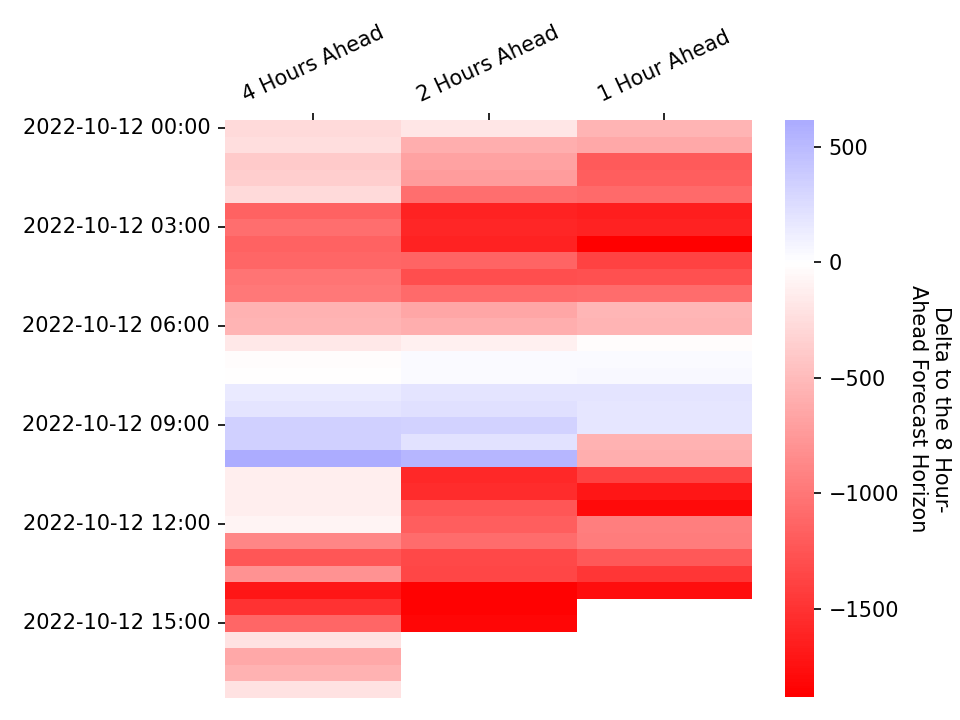 4 Hours Ahead
2 Hours Ahead
1 Hour Ahead
2022-10-12 00:00
2022-10-12 03:00
2022-10-12 06:00
2022-10-12 09:00
2022-10-12 12:00
2022-10-12 15:00
500
0
−500
−1000
−1500
Delta to the 8 Hour-
Ahead Forecast Horizon